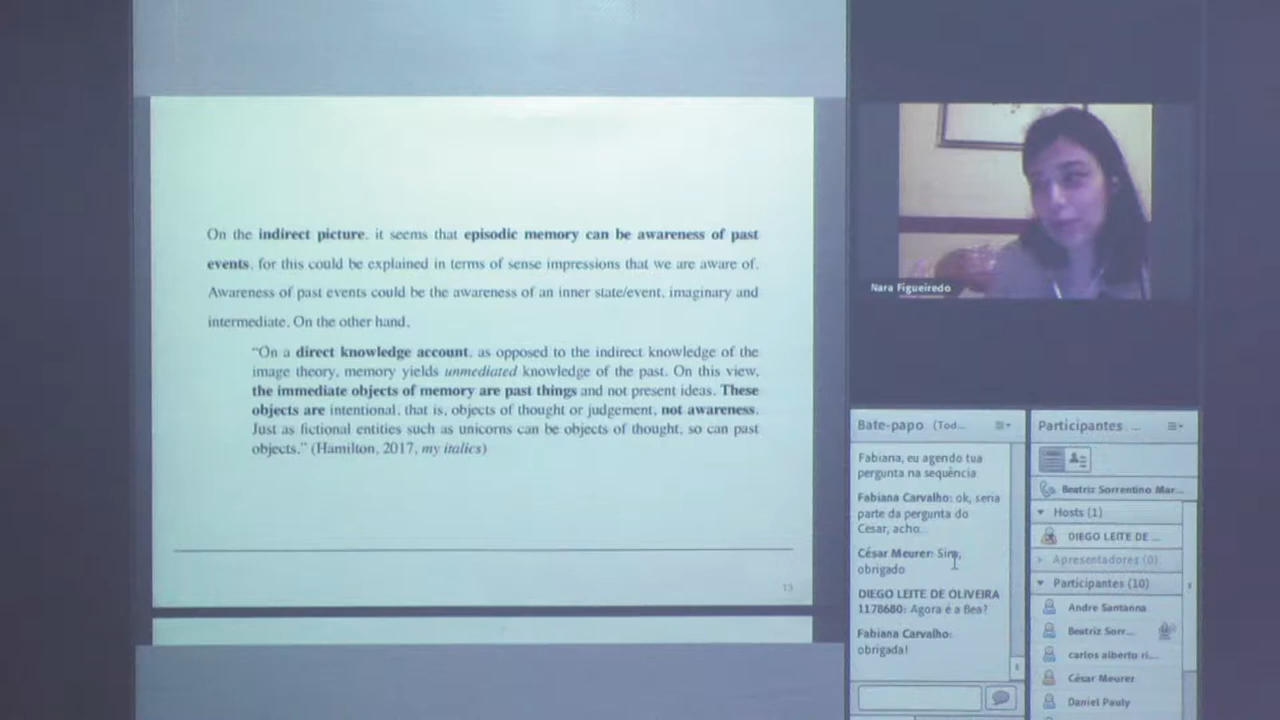 On the indirect picture, it seems that episodic memory can be awareness of past
events, for this could be explained in terms of sense impressions that we are aware of.
Awareness of past events could be the awareness of an inner state/event, imaginary and
intermediate. On the other hand,
“On a direct knowledge account, as opposed to the indirect knowledge of the
image theory, memory yields unmediated knowledge of the past. On this view,
the immediate objects of memory are past things and not present ideas. These
objects are intentional, that is, objects of thought or judgement, not awareness.
Just as fictional entities such as unicorns can be objects of thought, so can past
objects.” (Hamilton, 2017, my italics)
13
Nara Figueiredo
Bate-papo (Tod...
Fabiana, eu agendo tua
pergunta na sequência
Fabiana Carvalho: ok, seria
parte da pergunta do
Cesar, acho...
César Meurer: Sim,
obrigado
DIEGO LEITE DE OLIVEIRA
1178680: Agora é a Bea?
Fabiana Carvalho:
obrigada!
Participantes ...
Beatriz Sorrentino Mar...
Hosts (1)
DIEGO LEITE DE ...
Apresentadores (0)
Participantes (10)
Andre Santanna
Beatriz Sorr...
carlos alberto ri...
César Meurer
Daniel Pauly